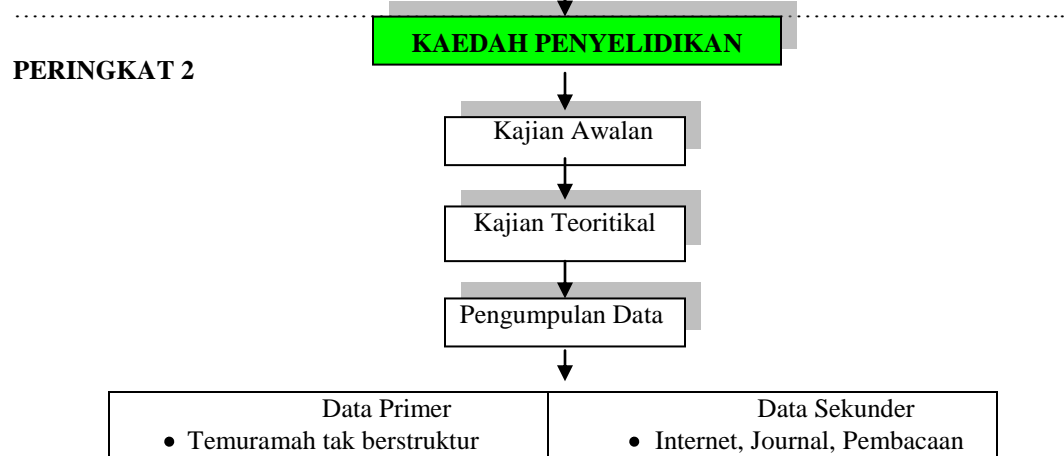 KAEDAH PENYELIDIKAN
PERINGKAT 2
Kajian Awalan
Kajian Teoritikal
Pengumpulan Data
Data Primer
• Temuramah tak berstruktur
Data Sekunder
• Internet, Journal, Pembacaan